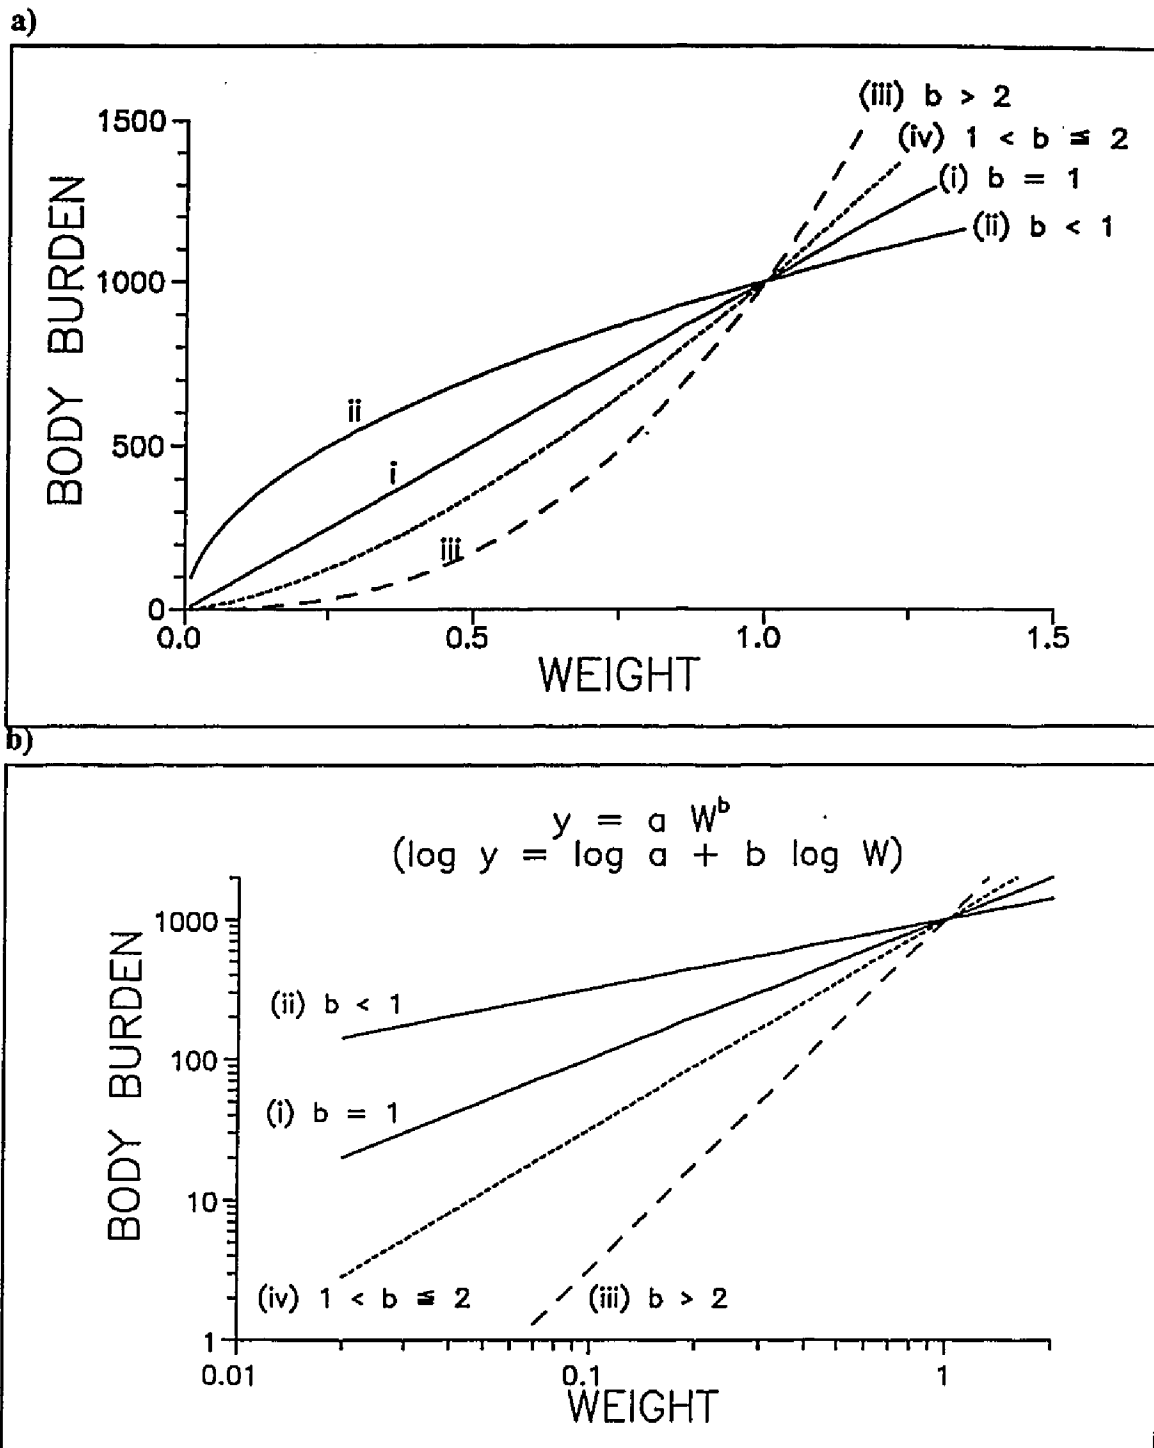 a)
(iii) b > 2
1500
(iv) 1 < b ≦ 2
(i) b = 1
(ii) b < 1
1000
ii
500
i
iii
0
0.0 0.5 1.0 1.5
BODY BURDEN
WEIGHT
b)
y = a W^b
(log y = log a + b log W)
1000
(ii) b < 1
100
(i) b = 1
10
(iv) 1 < b ≦ 2 (iii) b > 2
1
0.01 0.1 1
BODY BURDEN
WEIGHT